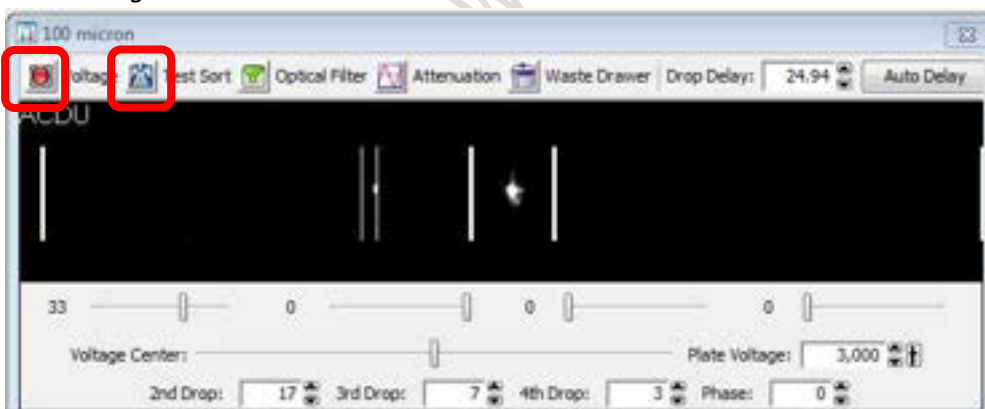 100 micron
Voltage Test Sort Optical Filter Attenuation Waste Drawer Drop Delay: 24.94 Auto Delay
ACDU
33 0 0 0
Voltage Center: Plate Voltage: 3,000
2nd Drop: 17 3rd Drop: 7 4th Drop: 3 Phase: 0